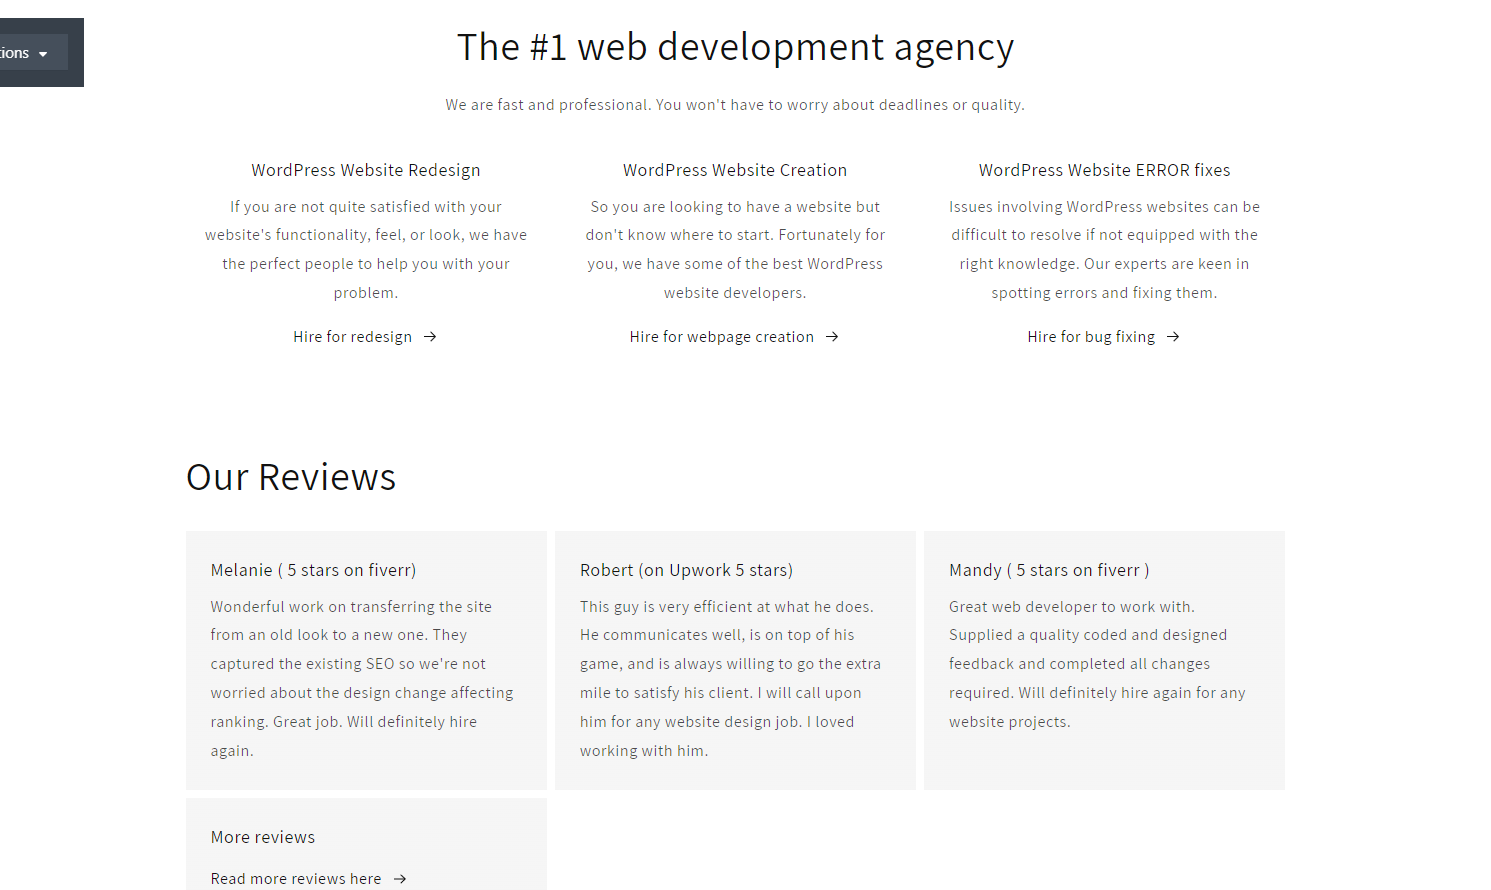 The #1 web development agency
We are fast and professional. You won't have to worry about deadlines or quality.
WordPress Website Redesign
If you are not quite satisfied with your
website's functionality, feel, or look, we have
the perfect people to help you with your
problem.
Hire for redesign →
WordPress Website Creation
So you are looking to have a website but
don't know where to start. Fortunately for
you, we have some of the best WordPress
website developers.
Hire for webpage creation →
WordPress Website ERROR fixes
Issues involving WordPress websites can be
difficult to resolve if not equipped with the
right knowledge. Our experts are keen in
spotting errors and fixing them.
Hire for bug fixing →
Our Reviews
Melanie ( 5 stars on fiverr)
Wonderful work on transferring the site
from an old look to a new one. They
captured the existing SEO so we're not
worried about the design change affecting
ranking. Great job. Will definitely hire
again.
Robert (on Upwork 5 stars)
This guy is very efficient at what he does.
He communicates well, is on top of his
game, and is always willing to go the extra
mile to satisfy his client. I will call upon
him for any website design job. I loved
working with him.
Mandy ( 5 stars on fiverr )
Great web developer to work with.
Supplied a quality coded and designed
feedback and completed all changes
required. Will definitely hire again for any
website projects.
More reviews
Read more reviews here →